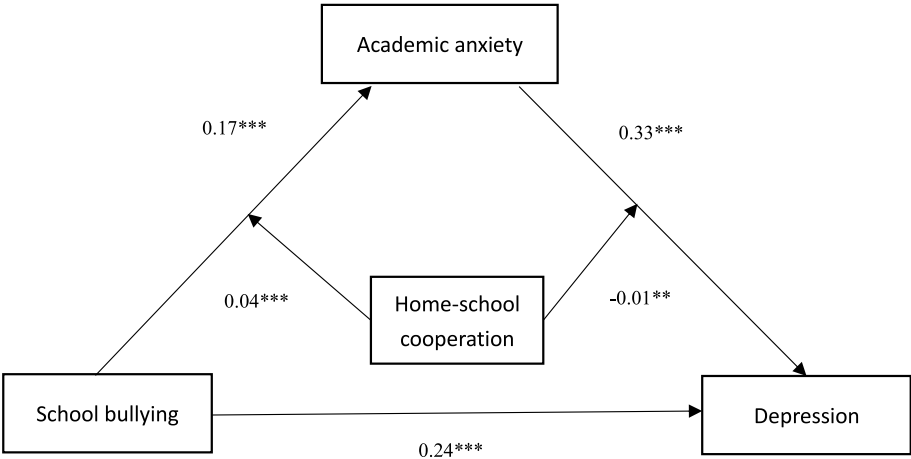 Academic anxiety
0.17***
0.33***
0.04***
Home-school
cooperation
-0.01**
School bullying
Depression
0.24***